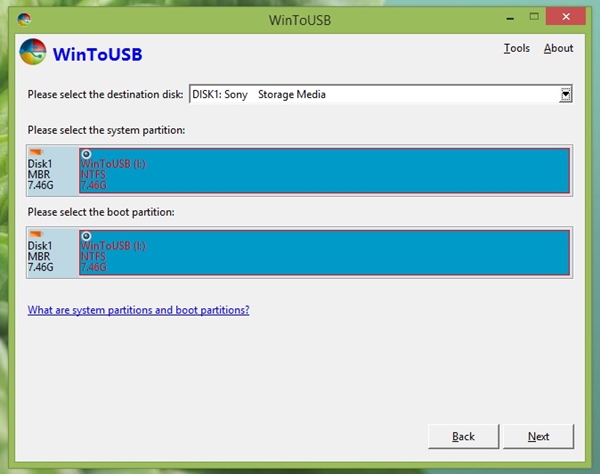 WinToUSB
WinToUSB
Tools About
Please select the destination disk: DISK1: Sony Storage Media
Please select the system partition:
Disk1
MBR
7.46G
WinToUSB (I:)
NTFS
7.46G
Please select the boot partition:
Disk1
MBR
7.46G
WinToUSB (I:)
NTFS
7.46G
What are system partitions and boot partitions?
Back Next